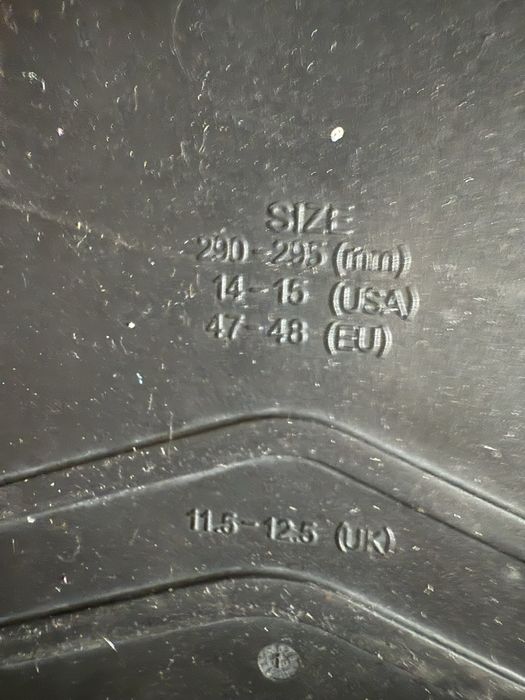 SIZE
290-295 (mm)
14-15 (USA)
47-48 (EU)
11.5-12.5 (UK)